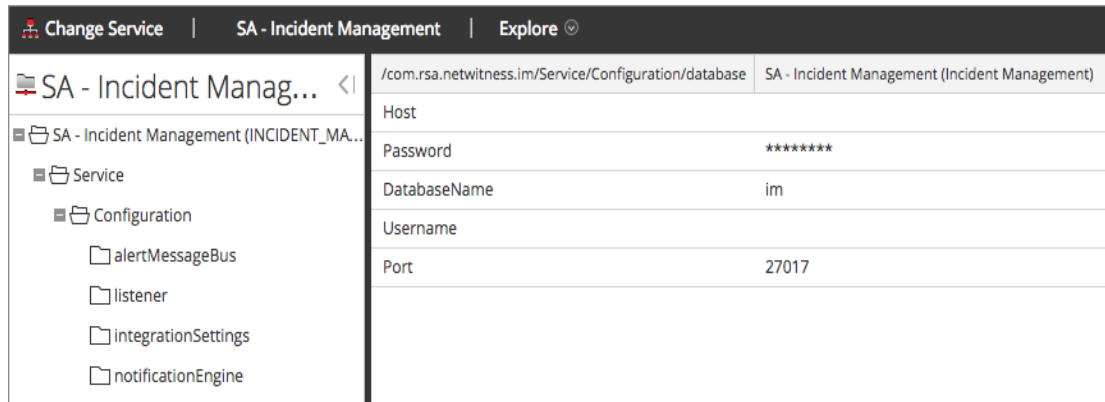 Change Service | SA - Incident Management | Explore
SA - Incident Manag...
SA - Incident Management (INCIDENT_MA...
Service
Configuration
alertMessageBus
listener
integrationSettings
notificationEngine
/com.rsa.netwitness.im/Service/Configuration/database SA - Incident Management (Incident Management)
Host
Password ********
DatabaseName im
Username
Port 27017